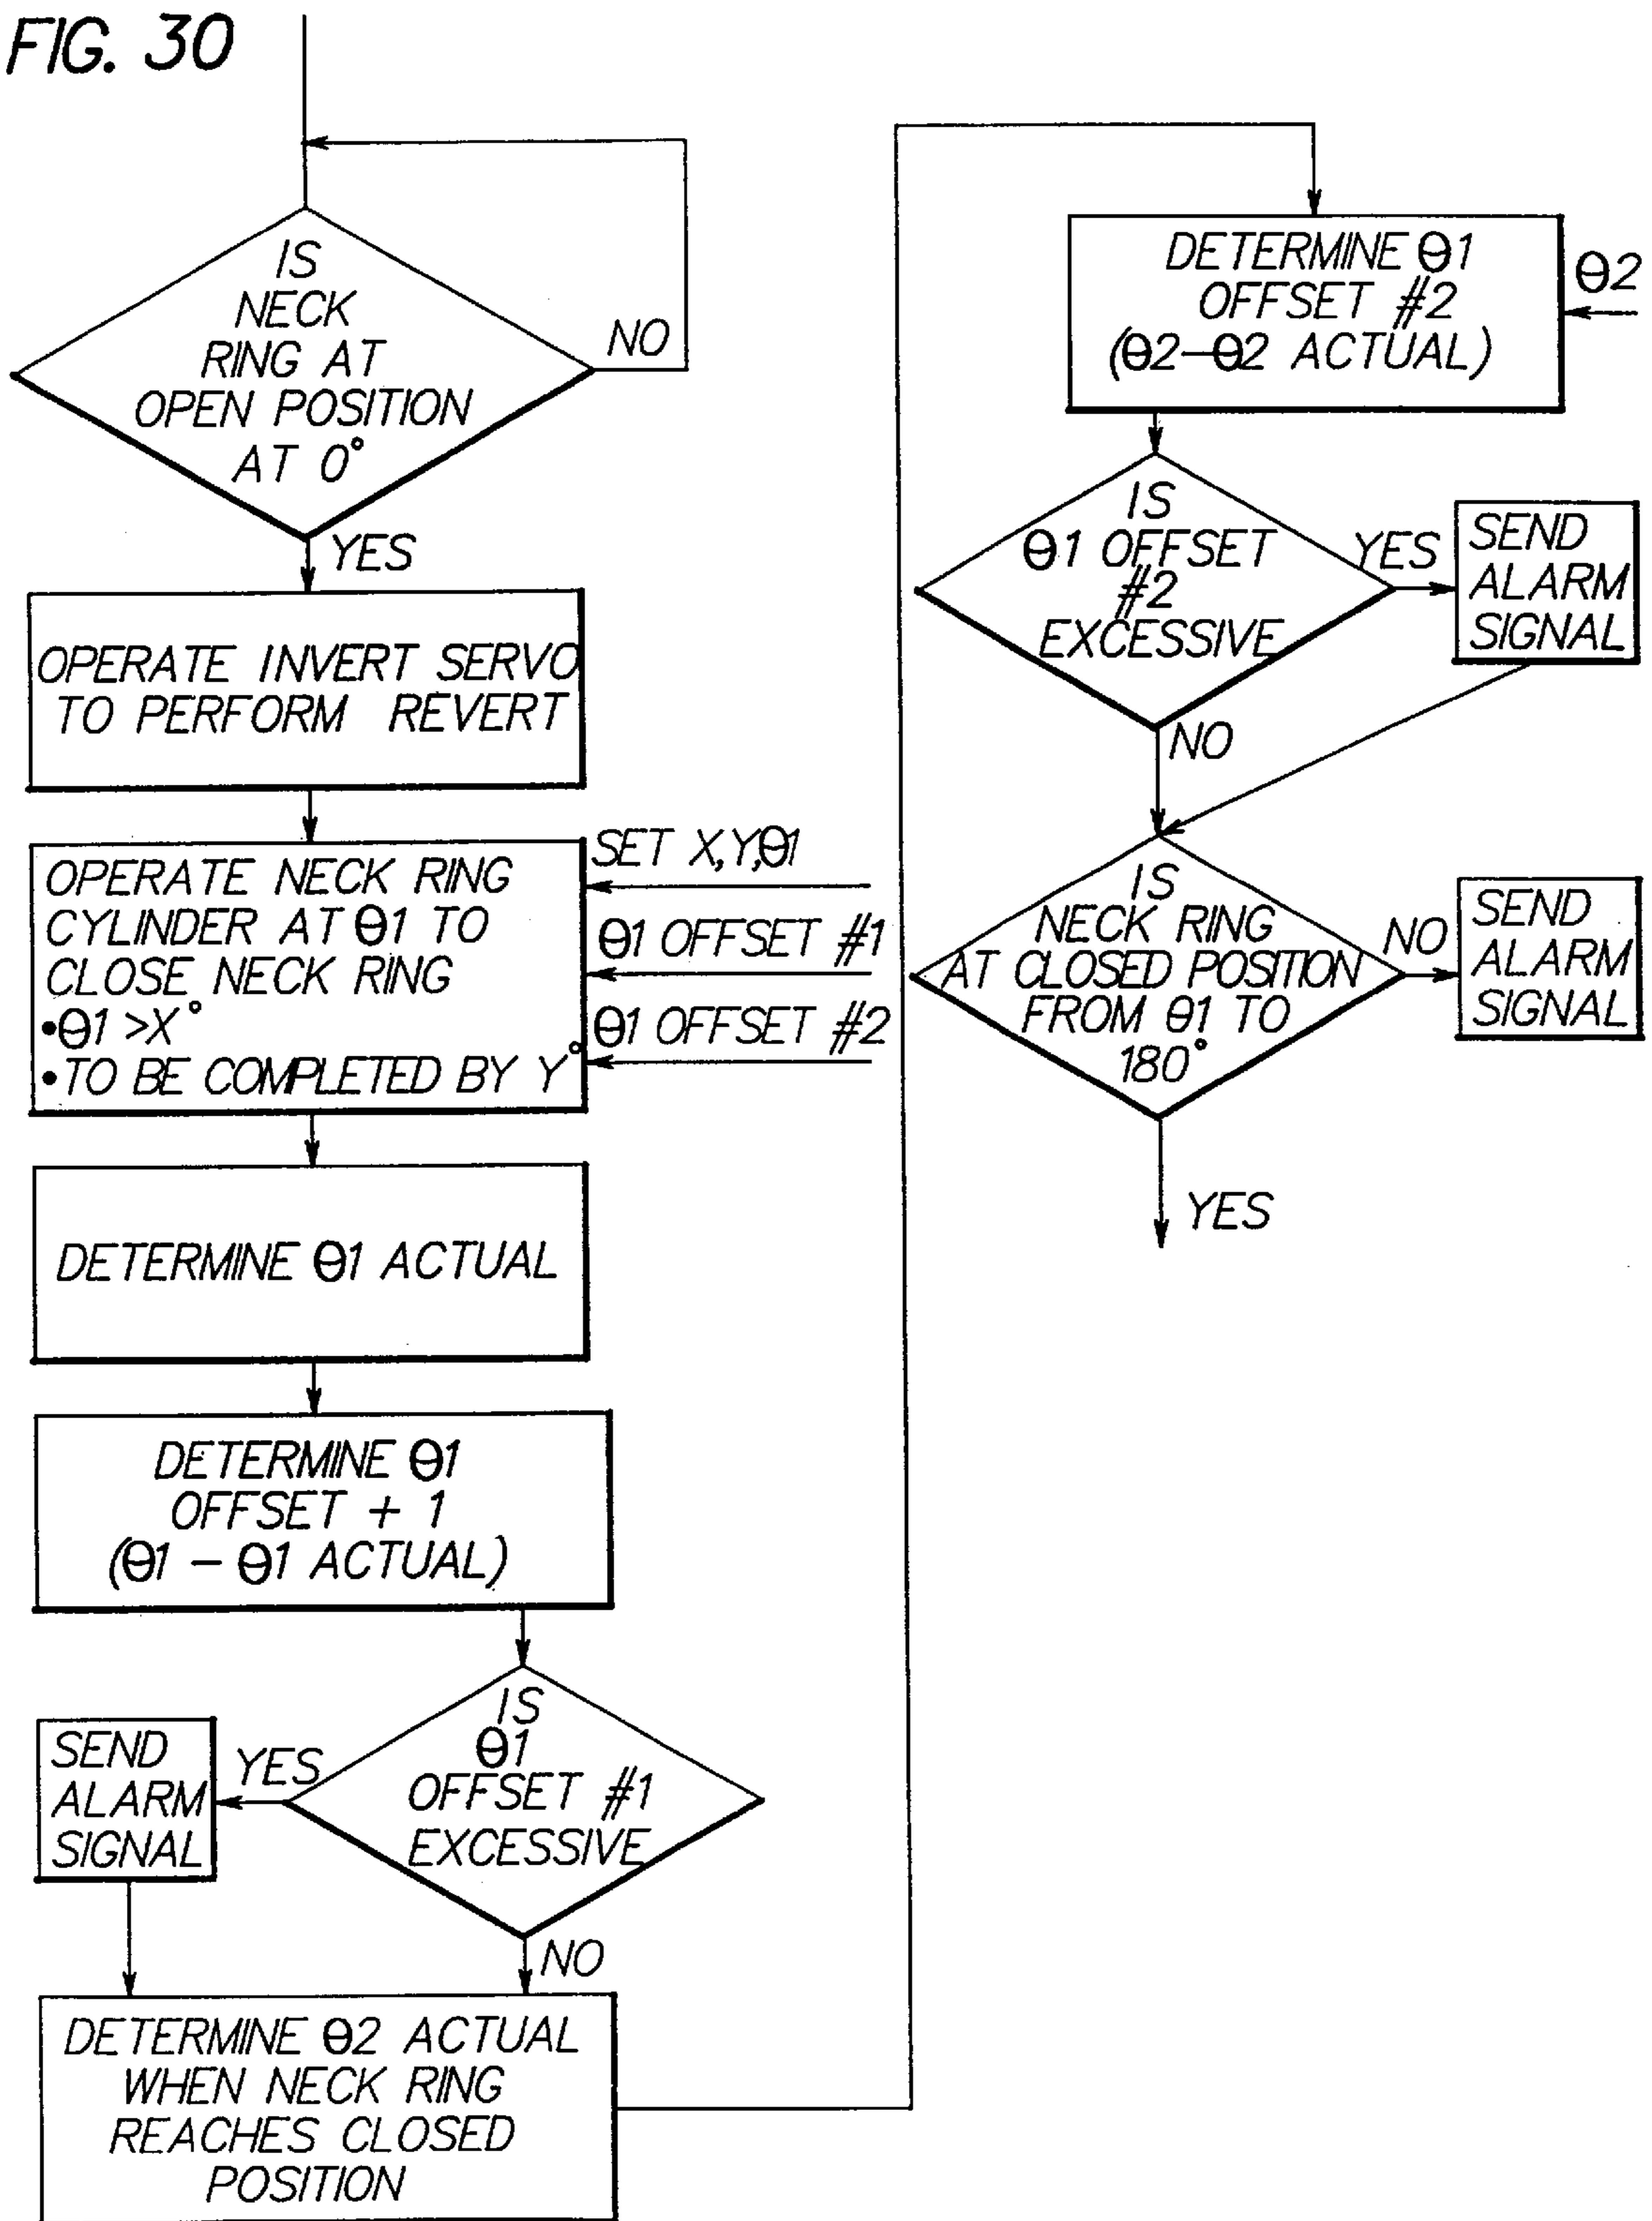 FIG. 30
IS
NECK
RING AT
OPEN POSITION
AT 0°
NO
YES
OPERATE INVERT SERVO
TO PERFORM REVERT
OPERATE NECK RING
CYLINDER AT θ1 TO
CLOSE NECK RING
•θ1 >X°
•TO BE COMPLETED BY Y°
SET X,Y,θ1
θ1 OFFSET #1
θ1 OFFSET #2
DETERMINE θ1 ACTUAL
DETERMINE θ1
OFFSET + 1
(θ1 – θ1 ACTUAL)
IS
θ1
OFFSET #1
EXCESSIVE
YES
SEND
ALARM
SIGNAL
NO
DETERMINE θ2 ACTUAL
WHEN NECK RING
REACHES CLOSED
POSITION
DETERMINE θ1
OFFSET #2
(θ2–θ2 ACTUAL)
θ2
IS
θ1 OFFSET
#2
EXCESSIVE
YES
SEND
ALARM
SIGNAL
NO
IS
NECK RING
AT CLOSED POSITION
FROM θ1 TO
180°
NO
SEND
ALARM
SIGNAL
YES